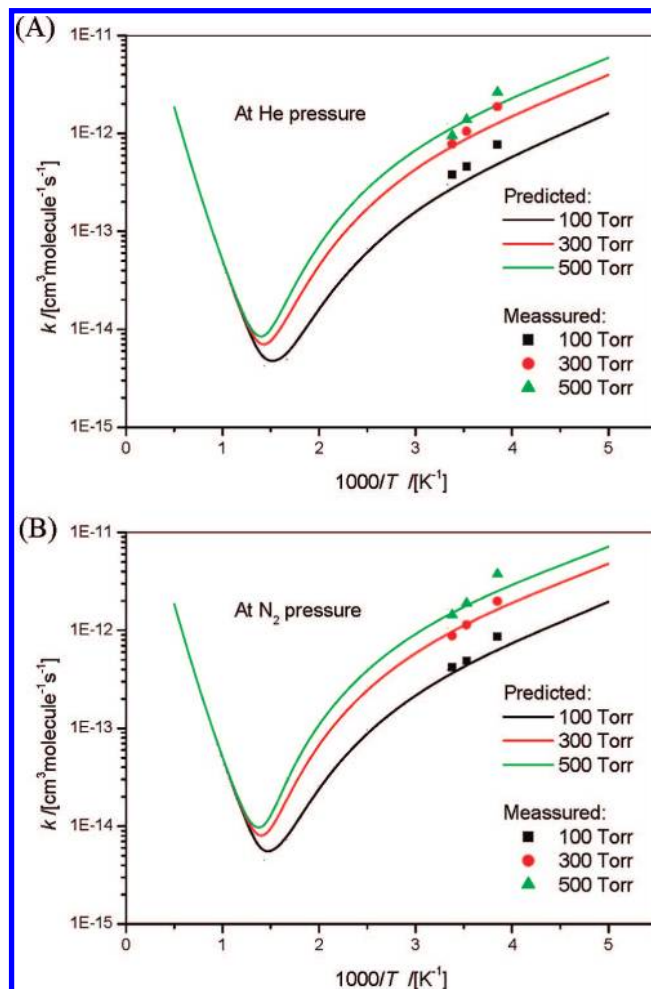 (A)
1E-11
1E-12
1E-13
1E-14
1E-15
k /[cm³molecule⁻¹s⁻¹]
At He pressure
Predicted:
100 Torr
300 Torr
500 Torr
Meassured:
100 Torr
300 Torr
500 Torr
0 1 2 3 4 5
1000/T /[K⁻¹]
(B)
1E-11
1E-12
1E-13
1E-14
1E-15
k /[cm³molecule⁻¹s⁻¹]
At N₂ pressure
Predicted:
100 Torr
300 Torr
500 Torr
Meassured:
100 Torr
300 Torr
500 Torr
0 1 2 3 4 5
1000/T /[K⁻¹]